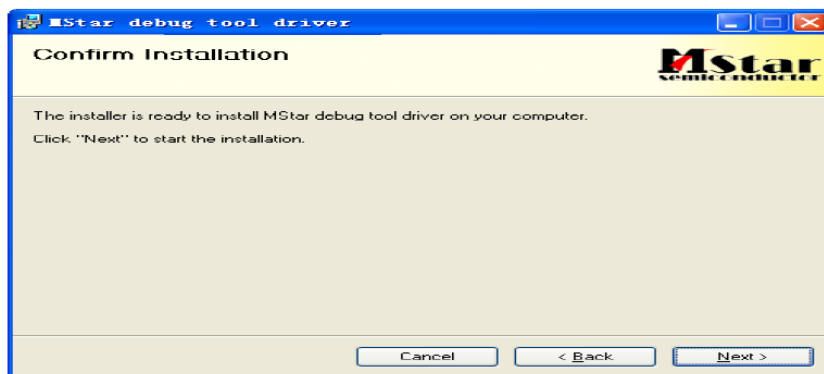 MStar debug tool driver
Confirm Installation
MStar
semiconductor
The installer is ready to install MStar debug tool driver on your computer.
Click "Next" to start the installation.
Cancel
< Back
Next >